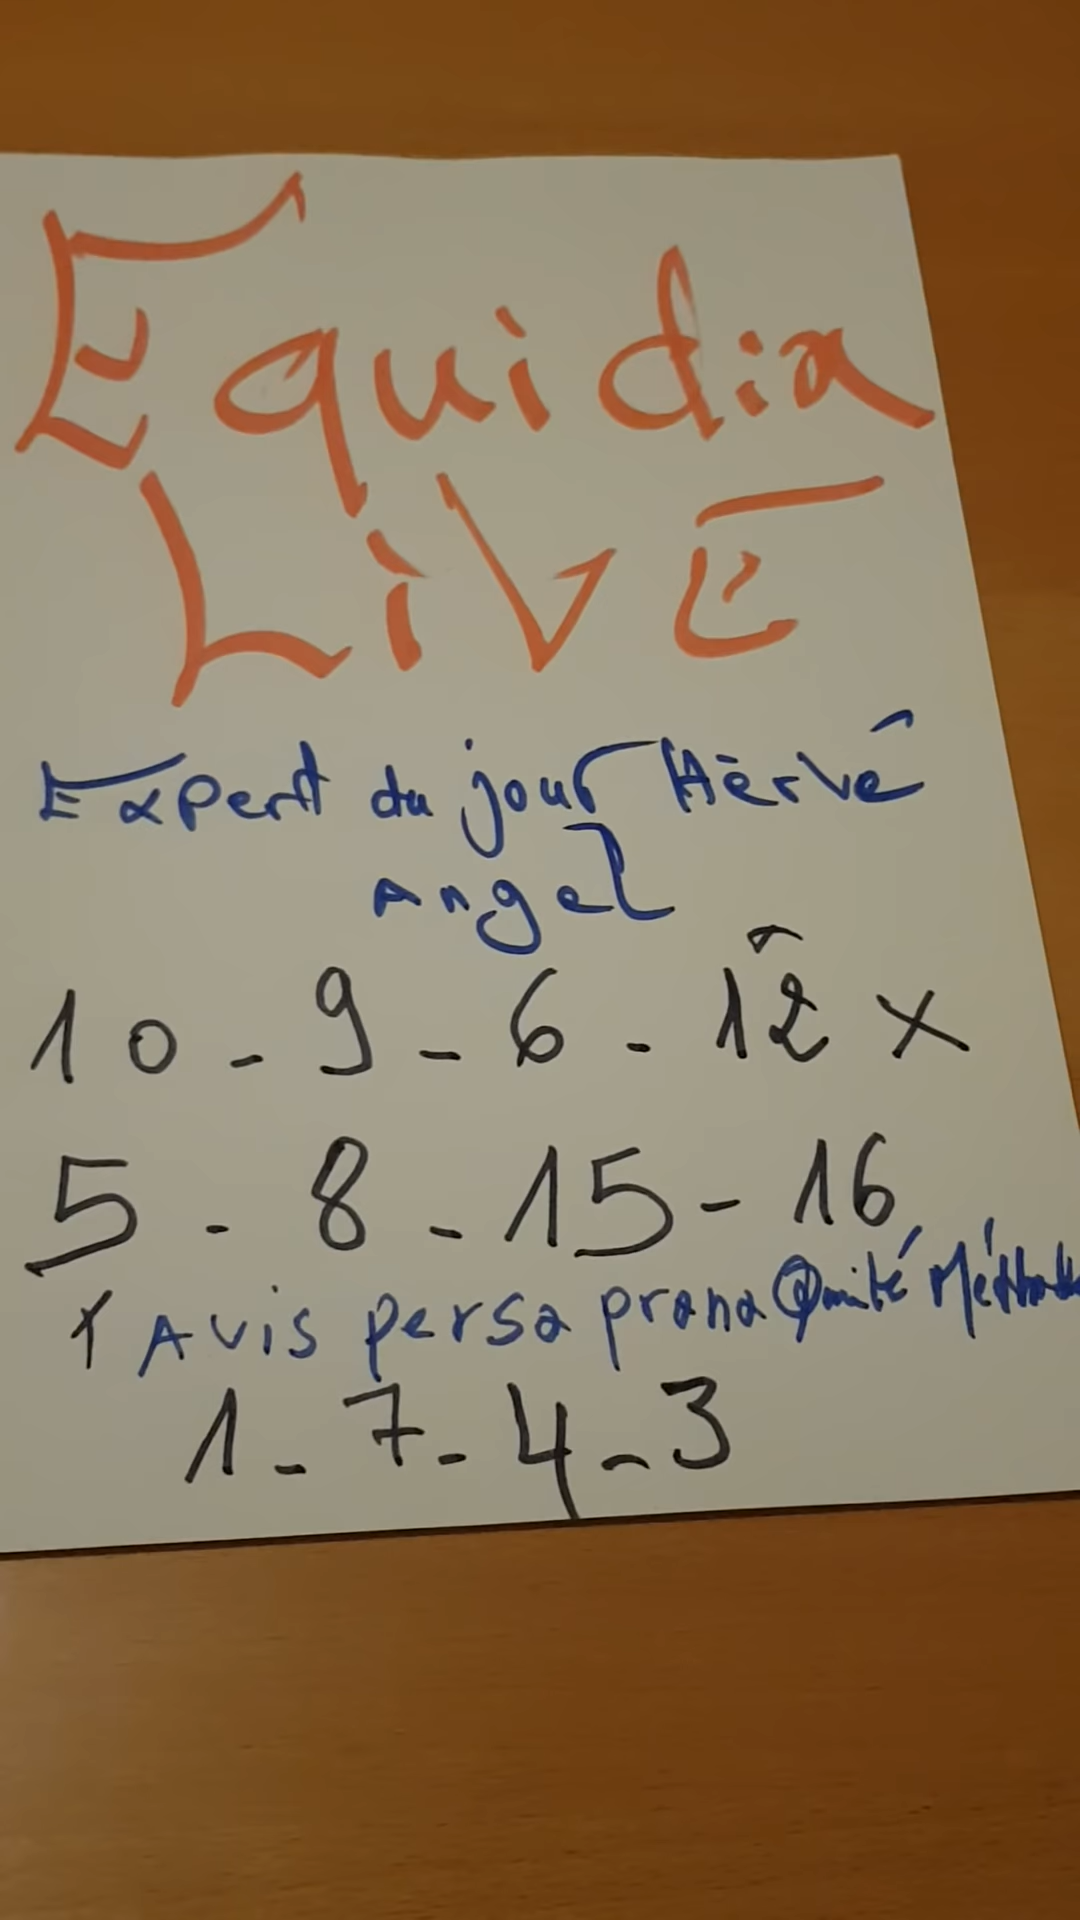 Equidia
LiVE
Expert du jour Hèrvé
Angel
10 - 9 - 6 - 12 x
5 - 8 - 15 - 16
Avis perso prono
1 - 7 - 4 - 3